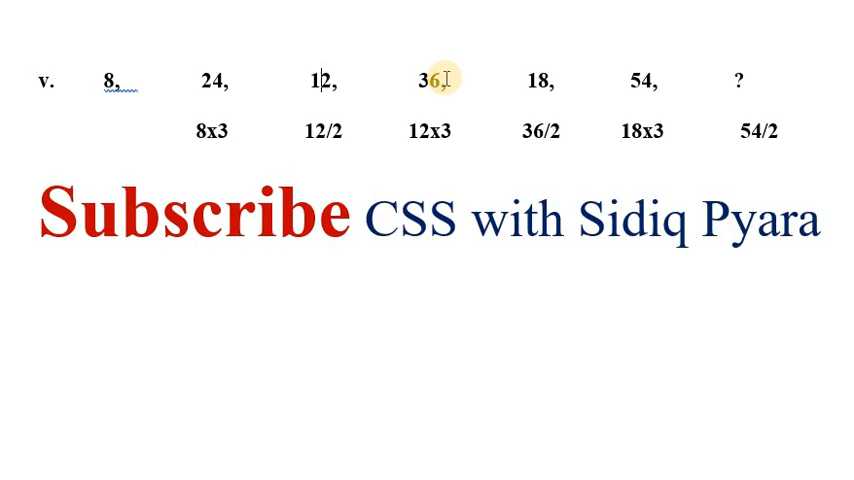 v. 8, 24, 12, 36, 18, 54, ?
8x3 12/2 12x3 36/2 18x3 54/2
Subscribe CSS with Sidiq Pyara